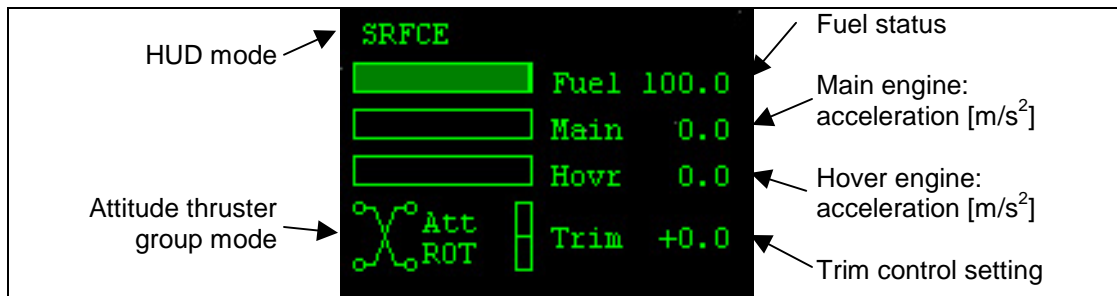 HUD mode
Attitude thruster
group mode
SRFCE
Fuel 100.0
Main 0.0
Hovr 0.0
Att
ROT
Trim +0.0
Fuel status
Main engine:
acceleration [m/s²]
Hover engine:
acceleration [m/s²]
Trim control setting